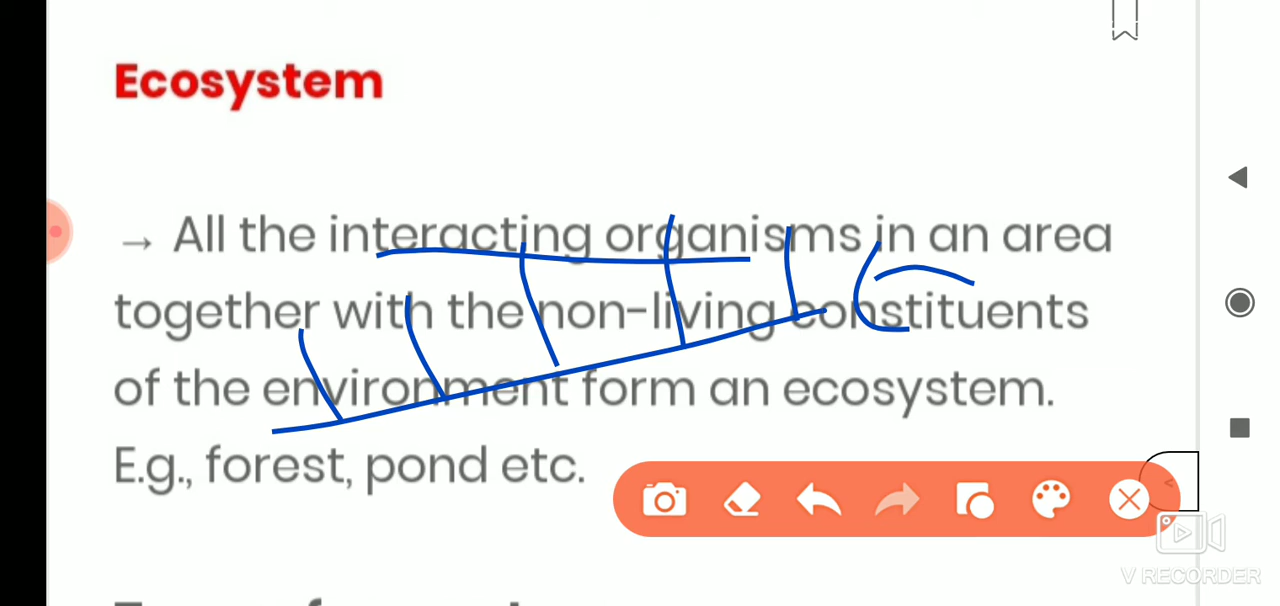 Ecosystem
→ All the interacting organisms in an area
together with the non-living constituents
of the environment form an ecosystem.
E.g., forest, pond etc.
V RECORDER